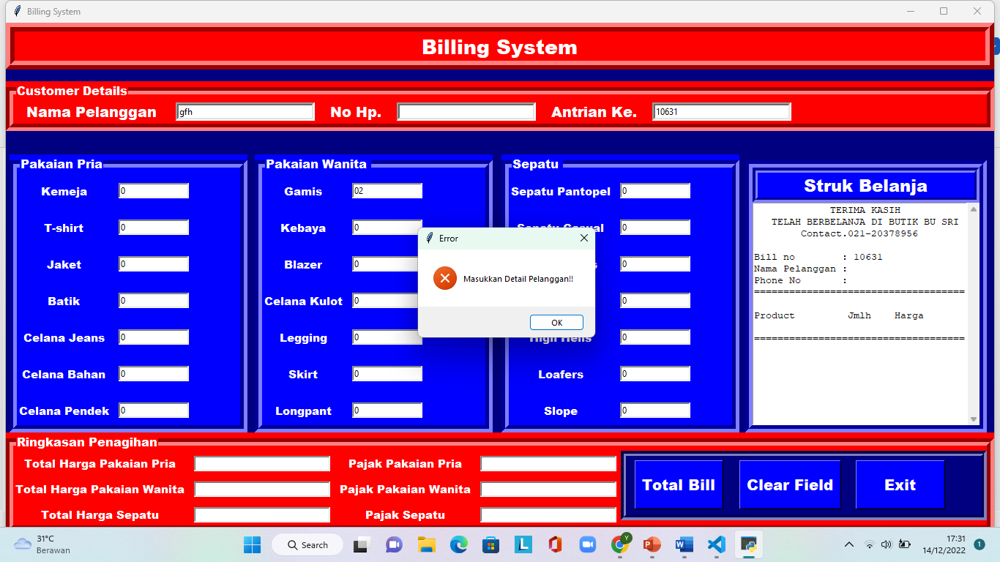 Billing System
Billing System
Customer Details
Nama Pelanggan gfh No Hp. Antrian Ke. 10631
Pakaian Pria
Kemeja 0
T-shirt 0
Jaket 0
Batik 0
Celana Jeans 0
Celana Bahan 0
Celana Pendek 0
Pakaian Wanita
Gamis 02
Kebaya 0
Blazer 0
Celana Kulot 0
Legging 0
Skirt 0
Longpant 0
Sepatu
Sepatu Pantopel 0
Sepatu Casual 0
0
0
High Heils 0
Loafers 0
Slope 0
Error
Masukkan Detail Pelanggan!!
OK
Struk Belanja
TERIMA KASIH
TELAH BERBELANJA DI BUTIK BU SRI
Contact.021-20378956
Bill no : 10631
Nama Pelanggan :
Phone No :
====================================
Product Jmlh Harga
====================================
Ringkasan Penagihan
Total Harga Pakaian Pria Pajak Pakaian Pria
Total Harga Pakaian Wanita Pajak Pakaian Wanita
Total Harga Sepatu Pajak Sepatu
Total Bill Clear Field Exit
31°C
Berawan
Search
Y
P
W
L
17:31
14/12/2022
1